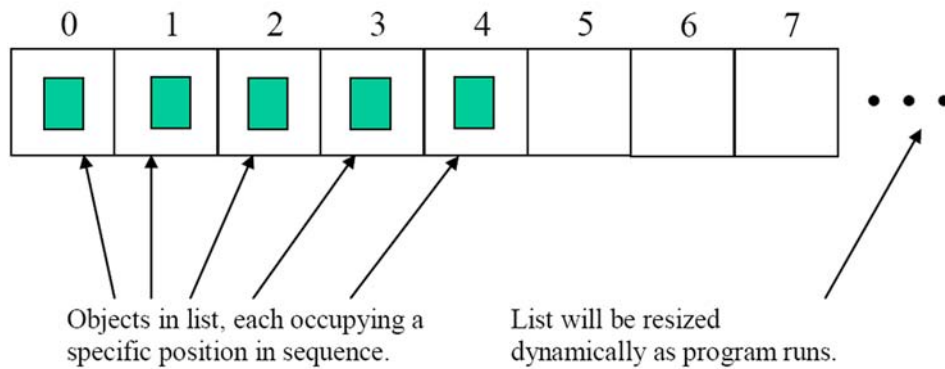 0 1 2 3 4 5 6 7
Objects in list, each occupying a
specific position in sequence.
List will be resized
dynamically as program runs.